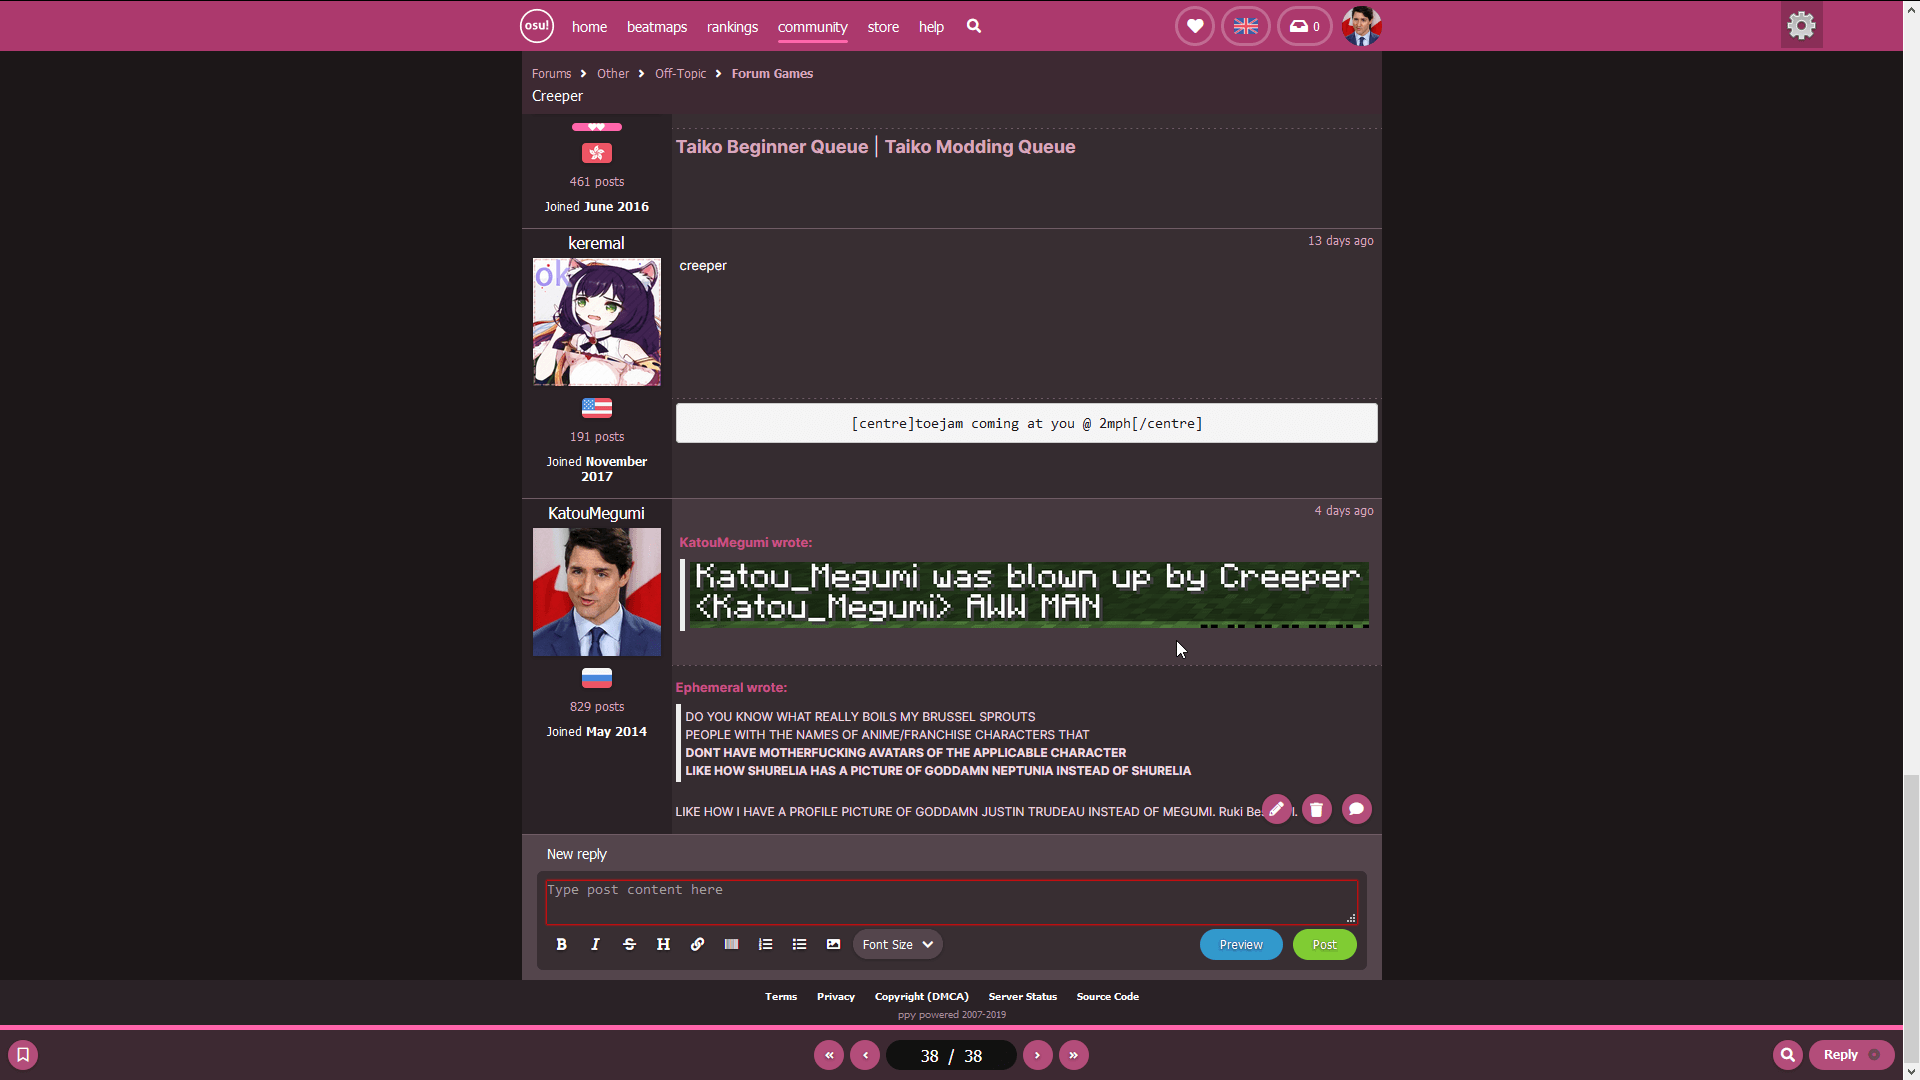 osu!
home beatmaps rankings community store help
0
Forums Other Off-Topic Forum Games
Creeper
Taiko Beginner Queue | Taiko Modding Queue
461 posts
Joined June 2016
keremal
13 days ago
ok
creeper
191 posts
[centre]toejam coming at you @ 2mph[/centre]
Joined November
2017
KatouMegumi
4 days ago
KatouMegumi wrote:
Katou_Megumi was blown up by Creeper
<Katou_Megumi> AWW MAN
829 posts
Joined May 2014
Ephemeral wrote:
DO YOU KNOW WHAT REALLY BOILS MY BRUSSEL SPROUTS
PEOPLE WITH THE NAMES OF ANIME/FRANCHISE CHARACTERS THAT
DONT HAVE MOTHERFUCKING AVATARS OF THE APPLICABLE CHARACTER
LIKE HOW SHURELIA HAS A PICTURE OF GODDAMN NEPTUNIA INSTEAD OF SHURELIA
LIKE HOW I HAVE A PROFILE PICTURE OF GODDAMN JUSTIN TRUDEAU INSTEAD OF MEGUMI. Ruki
New reply
Type post content here
B I S H Font Size Preview Post
Terms Privacy Copyright (DMCA) Server Status Source Code
ppy powered 2007-2019
« ‹ 38 / 38 › »
Reply